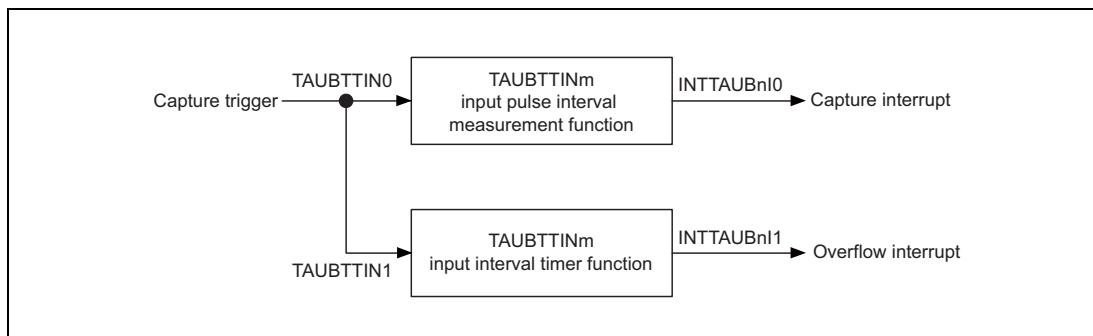 TAUBTTIN0
Capture trigger
TAUBTTINm
input pulse interval
measurement function
INTTAUBnI0
Capture interrupt
TAUBTTIN1
TAUBTTINm
input interval timer function
INTTAUBnI1
Overflow interrupt